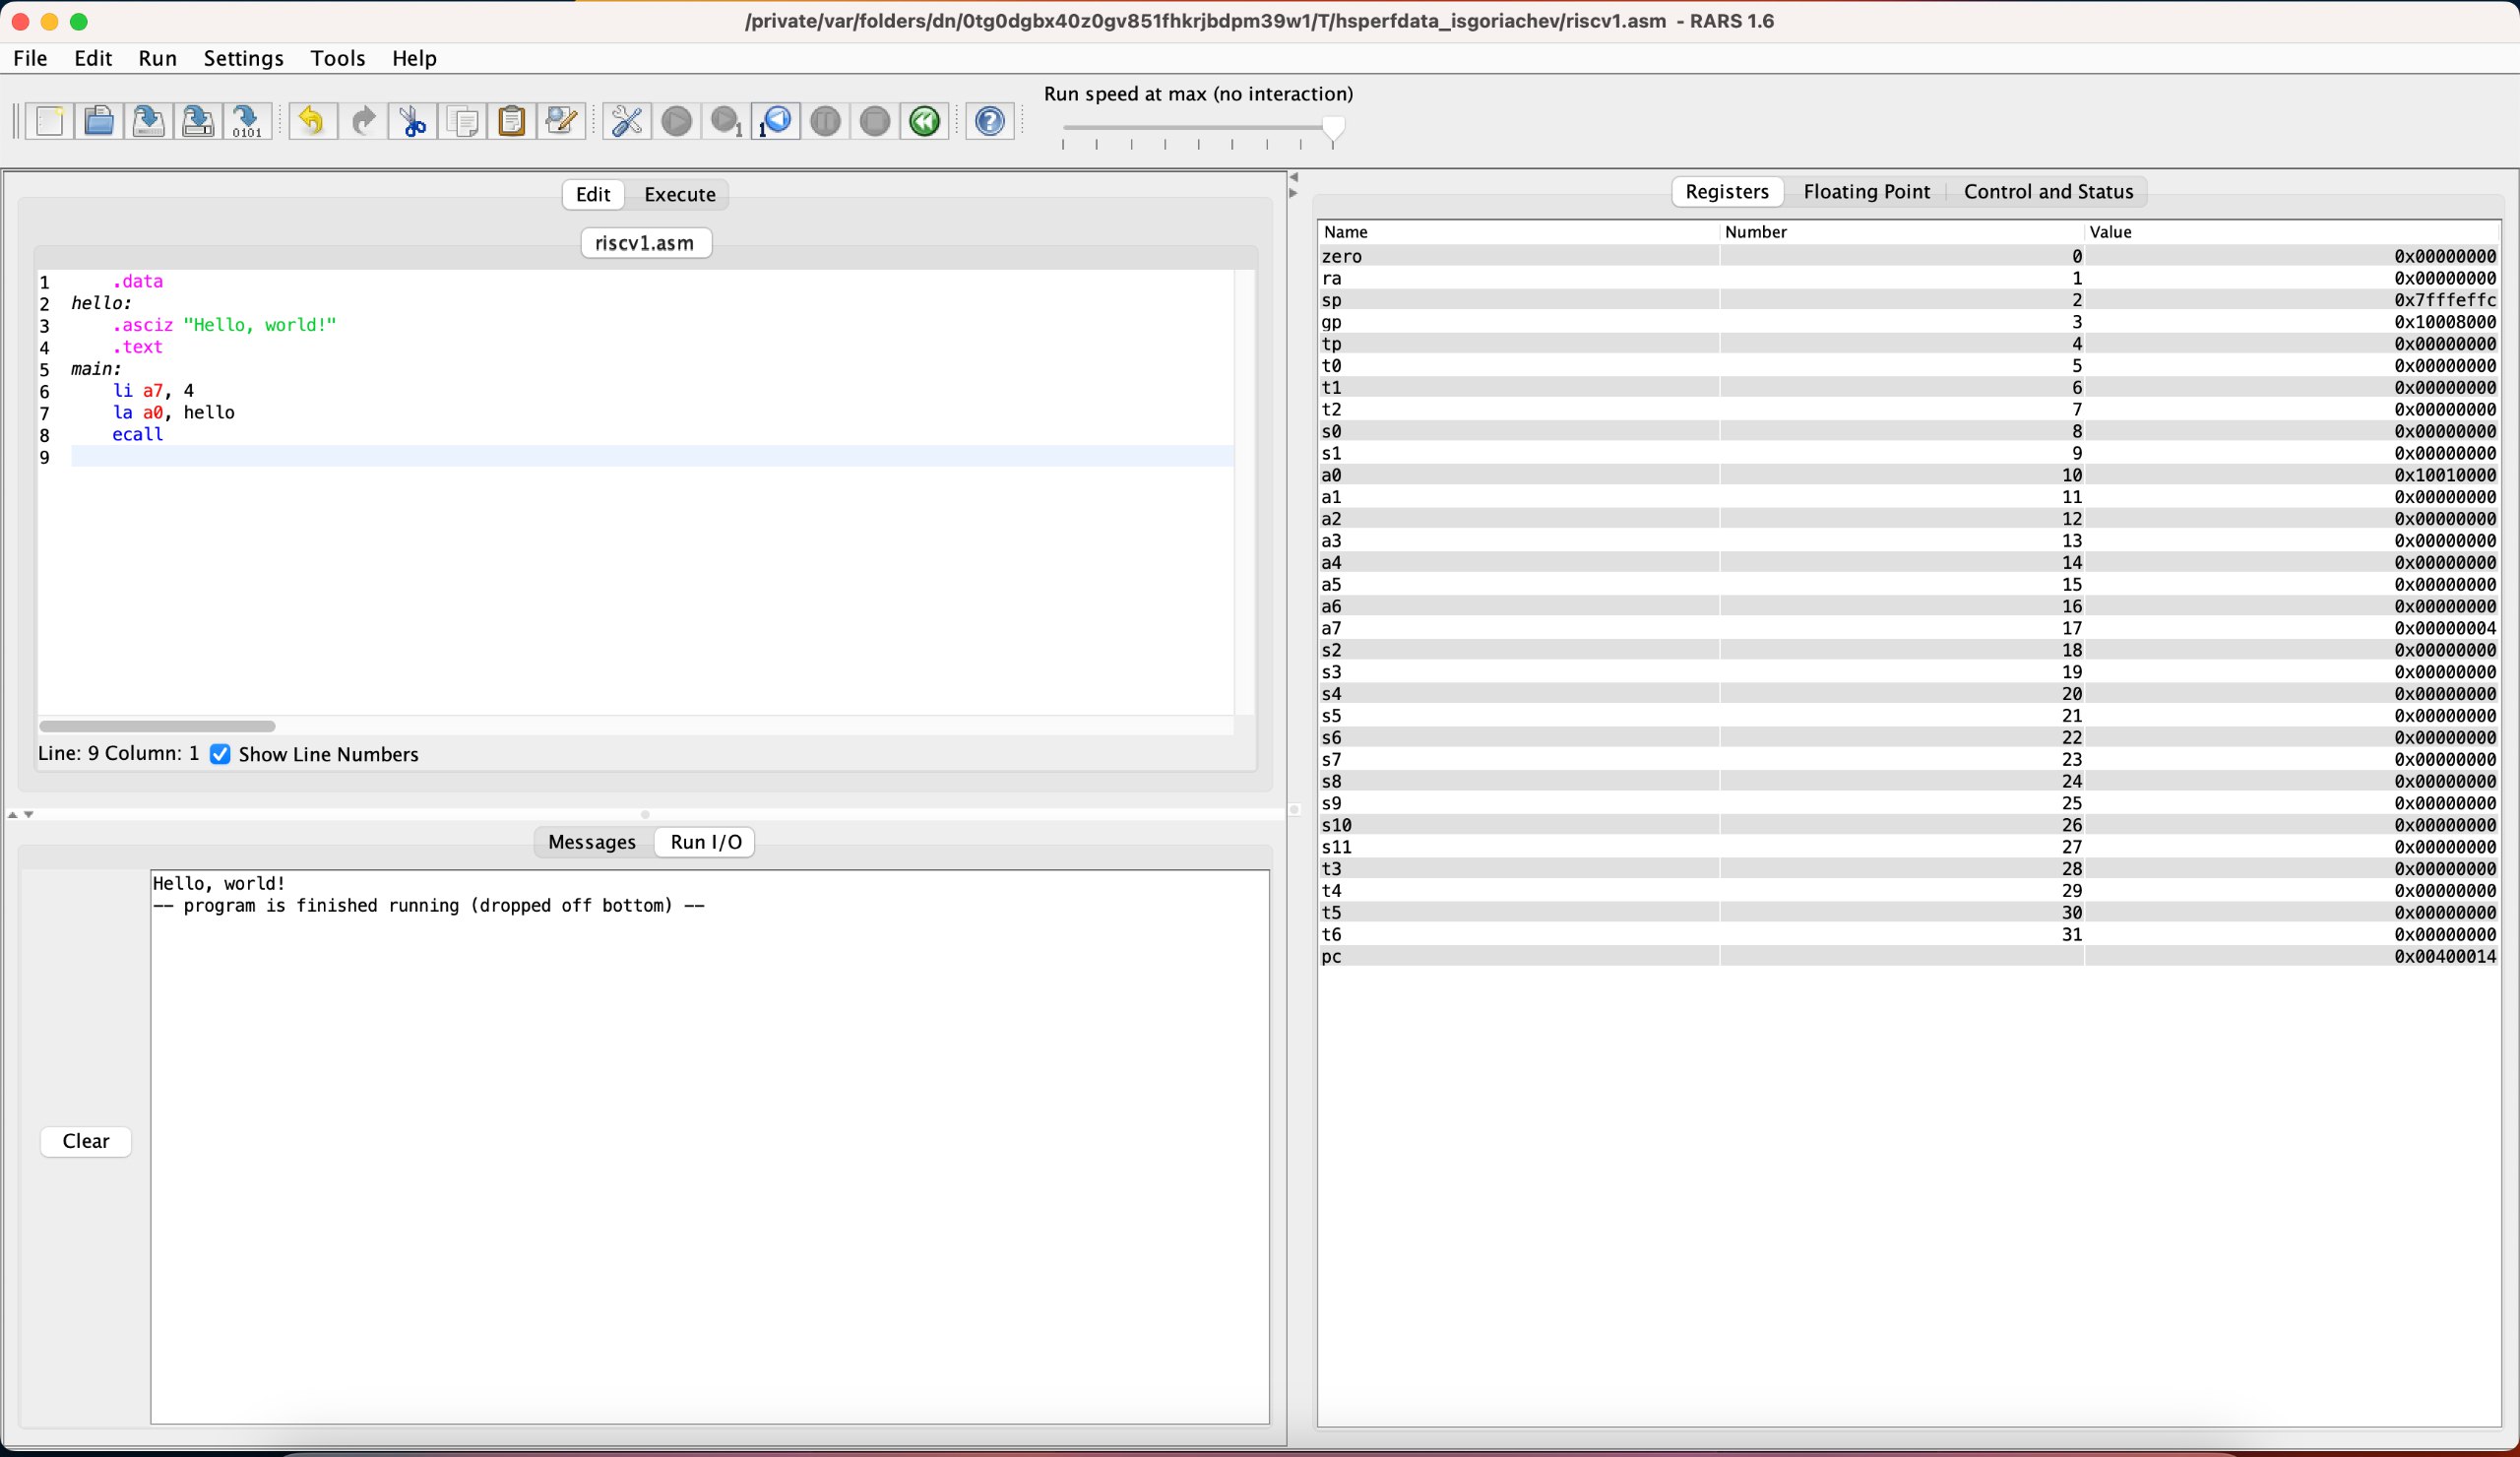 /private/var/folders/dn/0tg0dgbx40z0gv851fhkrjbdpm39w1/T/hsperfdata_isgoriachev/riscv1.asm - RARS 1.6
File Edit Run Settings Tools Help
Run speed at max (no interaction)
0101
1
1
Edit Execute
riscv1.asm
1 .data
2 hello:
3 .asciz "Hello, world!"
4 .text
5 main:
6 li a7, 4
7 la a0, hello
8 ecall
9
Line: 9 Column: 1 Show Line Numbers
Messages Run I/O
Hello, world!
-- program is finished running (dropped off bottom) --
Clear
Registers Floating Point Control and Status
Name Number Value
zero 0 0x00000000
ra 1 0x00000000
sp 2 0x7fffeffc
gp 3 0x10008000
tp 4 0x00000000
t0 5 0x00000000
t1 6 0x00000000
t2 7 0x00000000
s0 8 0x00000000
s1 9 0x00000000
a0 10 0x10010000
a1 11 0x00000000
a2 12 0x00000000
a3 13 0x00000000
a4 14 0x00000000
a5 15 0x00000000
a6 16 0x00000000
a7 17 0x00000004
s2 18 0x00000000
s3 19 0x00000000
s4 20 0x00000000
s5 21 0x00000000
s6 22 0x00000000
s7 23 0x00000000
s8 24 0x00000000
s9 25 0x00000000
s10 26 0x00000000
s11 27 0x00000000
t3 28 0x00000000
t4 29 0x00000000
t5 30 0x00000000
t6 31 0x00000000
pc 0x00400014